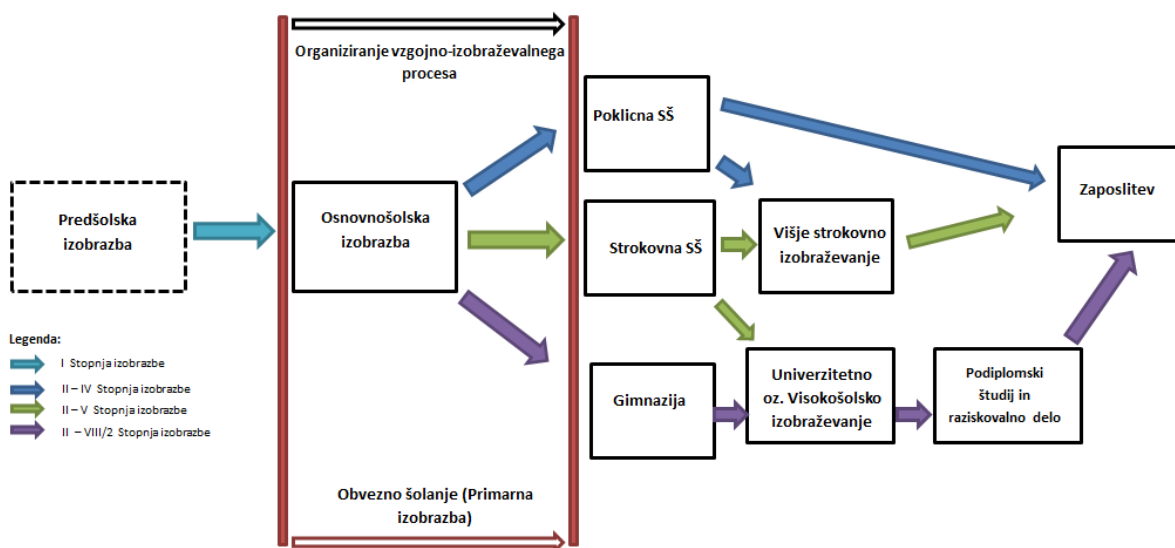 Organiziranje vzgojno-izobraževalnega
procesa
Predšolska
izobrazba
Osnovnošolska
izobrazba
Poklicna SŠ
Strokovna SŠ
Gimnazija
Višje strokovno
izobraževanje
Univerzitetno
oz. Visokošolsko
izobraževanje
Podiplomski
študij in
raziskovalno delo
Zaposlitev
Legenda:
I Stopnja izobrazbe
II – IV Stopnja izobrazbe
II – V Stopnja izobrazbe
II – VIII/2 Stopnja izobrazbe
Obvezno šolanje (Primarna
izobrazba)